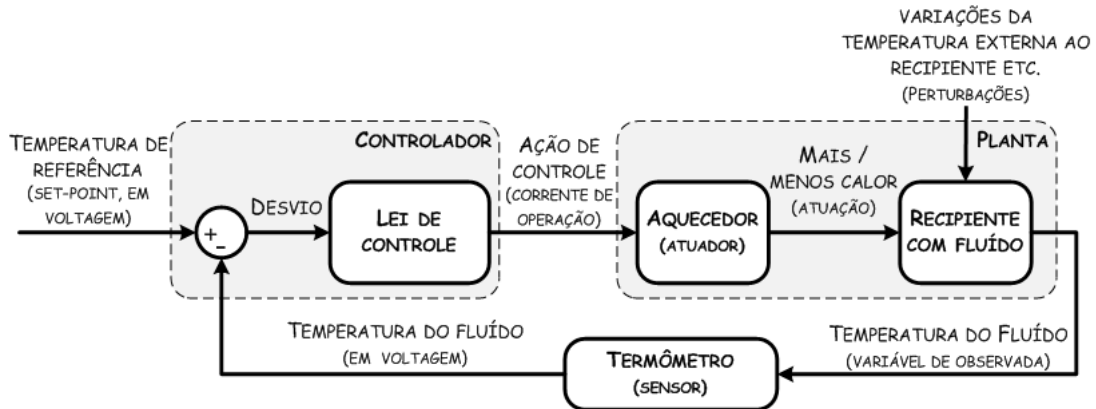 VARIAÇÕES DA
TEMPERATURA EXTERNA AO
RECIPIENTE ETC.
(PERTURBAÇÕES)
TEMPERATURA DE
REFERÊNCIA
(SET-POINT, EM
VOLTAGEM)
CONTROLADOR
+
-
DESVIO
LEI DE
CONTROLE
AÇÃO DE
CONTROLE
(CORRENTE DE
OPERAÇÃO)
PLANTA
AQUECEDOR
(ATUADOR)
MAIS /
MENOS CALOR
(ATUAÇÃO)
RECIPIENTE
COM FLUÍDO
TEMPERATURA DO FLUÍDO
(EM VOLTAGEM)
TERMÔMETRO
(SENSOR)
TEMPERATURA DO FLUÍDO
(VARIÁVEL DE OBSERVADA)